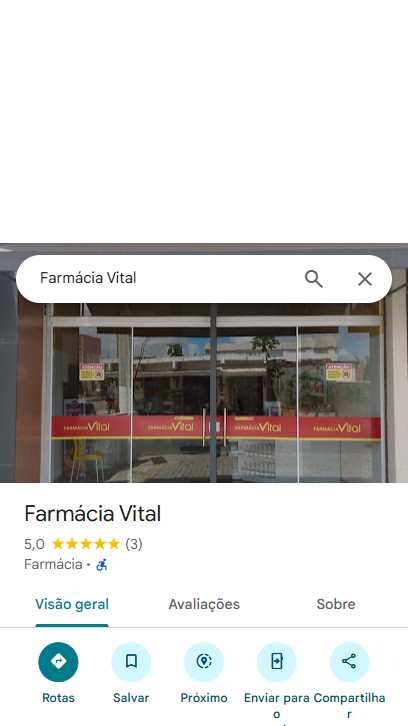 Farmácia Vital
ATENÇÃO
ATENÇÃO
FARMÁCIA Vital
FARMÁCIA Vital
FARMÁCIA Vital
FARMÁCIA Vital
Farmácia Vital
5,0 (3)
Farmácia •
Visão geral Avaliações Sobre
Rotas Salvar Próximo Enviar para o Compartilhar